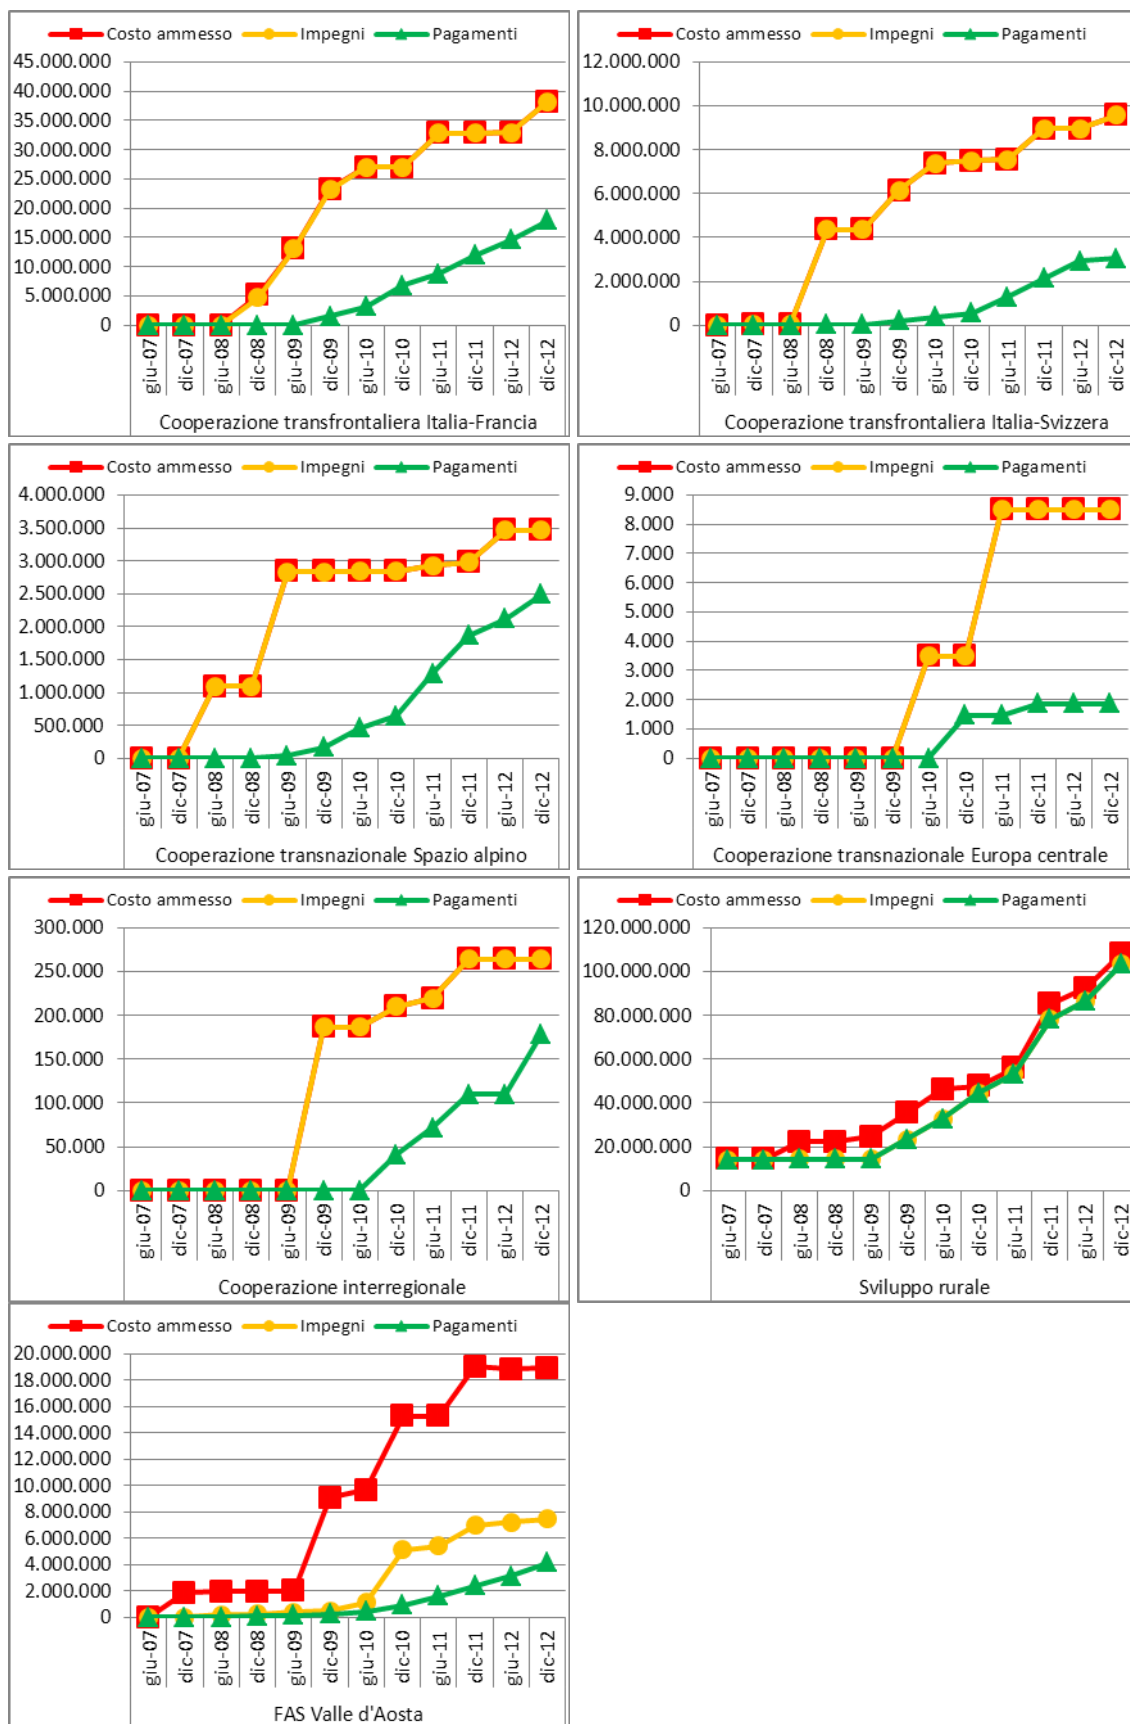 Costo ammesso Impegni Pagamenti
45.000.000
40.000.000
35.000.000
30.000.000
25.000.000
20.000.000
15.000.000
10.000.000
5.000.000
0
giu-07 dic-07 giu-08 dic-08 giu-09 dic-09 giu-10 dic-10 giu-11 dic-11 giu-12 dic-12
Cooperazione transfrontaliera Italia-Francia
Costo ammesso Impegni Pagamenti
12.000.000
10.000.000
8.000.000
6.000.000
4.000.000
2.000.000
0
giu-07 dic-07 giu-08 dic-08 giu-09 dic-09 giu-10 dic-10 giu-11 dic-11 giu-12 dic-12
Cooperazione transfrontaliera Italia-Svizzera
Costo ammesso Impegni Pagamenti
4.000.000
3.500.000
3.000.000
2.500.000
2.000.000
1.500.000
1.000.000
500.000
0
giu-07 dic-07 giu-08 dic-08 giu-09 dic-09 giu-10 dic-10 giu-11 dic-11 giu-12 dic-12
Cooperazione transnazionale Spazio alpino
Costo ammesso Impegni Pagamenti
9.000
8.000
7.000
6.000
5.000
4.000
3.000
2.000
1.000
0
giu-07 dic-07 giu-08 dic-08 giu-09 dic-09 giu-10 dic-10 giu-11 dic-11 giu-12 dic-12
Cooperazione transnazionale Europa centrale
Costo ammesso Impegni Pagamenti
300.000
250.000
200.000
150.000
100.000
50.000
0
giu-07 dic-07 giu-08 dic-08 giu-09 dic-09 giu-10 dic-10 giu-11 dic-11 giu-12 dic-12
Cooperazione interregionale
Costo ammesso Impegni Pagamenti
120.000.000
100.000.000
80.000.000
60.000.000
40.000.000
20.000.000
0
giu-07 dic-07 giu-08 dic-08 giu-09 dic-09 giu-10 dic-10 giu-11 dic-11 giu-12 dic-12
Sviluppo rurale
Costo ammesso Impegni Pagamenti
20.000.000
18.000.000
16.000.000
14.000.000
12.000.000
10.000.000
8.000.000
6.000.000
4.000.000
2.000.000
0
giu-07 dic-07 giu-08 dic-08 giu-09 dic-09 giu-10 dic-10 giu-11 dic-11 giu-12 dic-12
FAS Valle d'Aosta